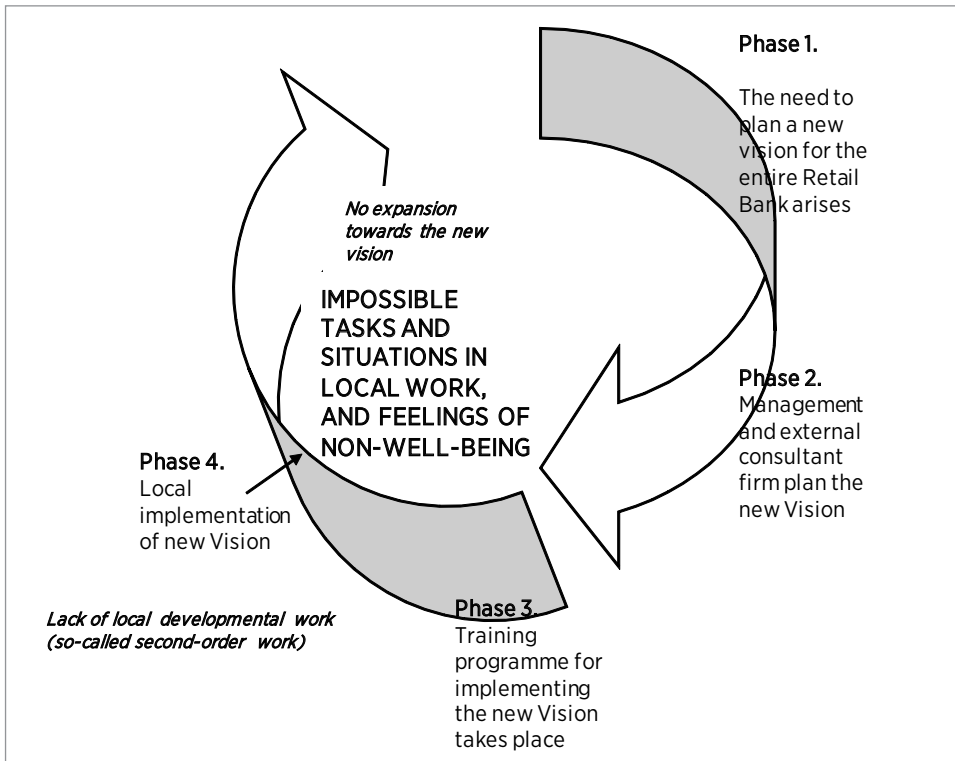 Phase 1.
The need to
plan a new
vision for the
entire Retail
Bank arises
No expansion
towards the new
vision
IMPOSSIBLE
TASKS AND
SITUATIONS IN
LOCAL WORK,
AND FEELINGS OF
NON-WELL-BEING
Phase 2.
Management
and external
consultant
firm plan the
new Vision
Phase 4.
Local
implementation
of new Vision
Phase 3.
Training
programme for
implementing
the new Vision
takes place
Lack of local developmental work
(so-called second-order work)